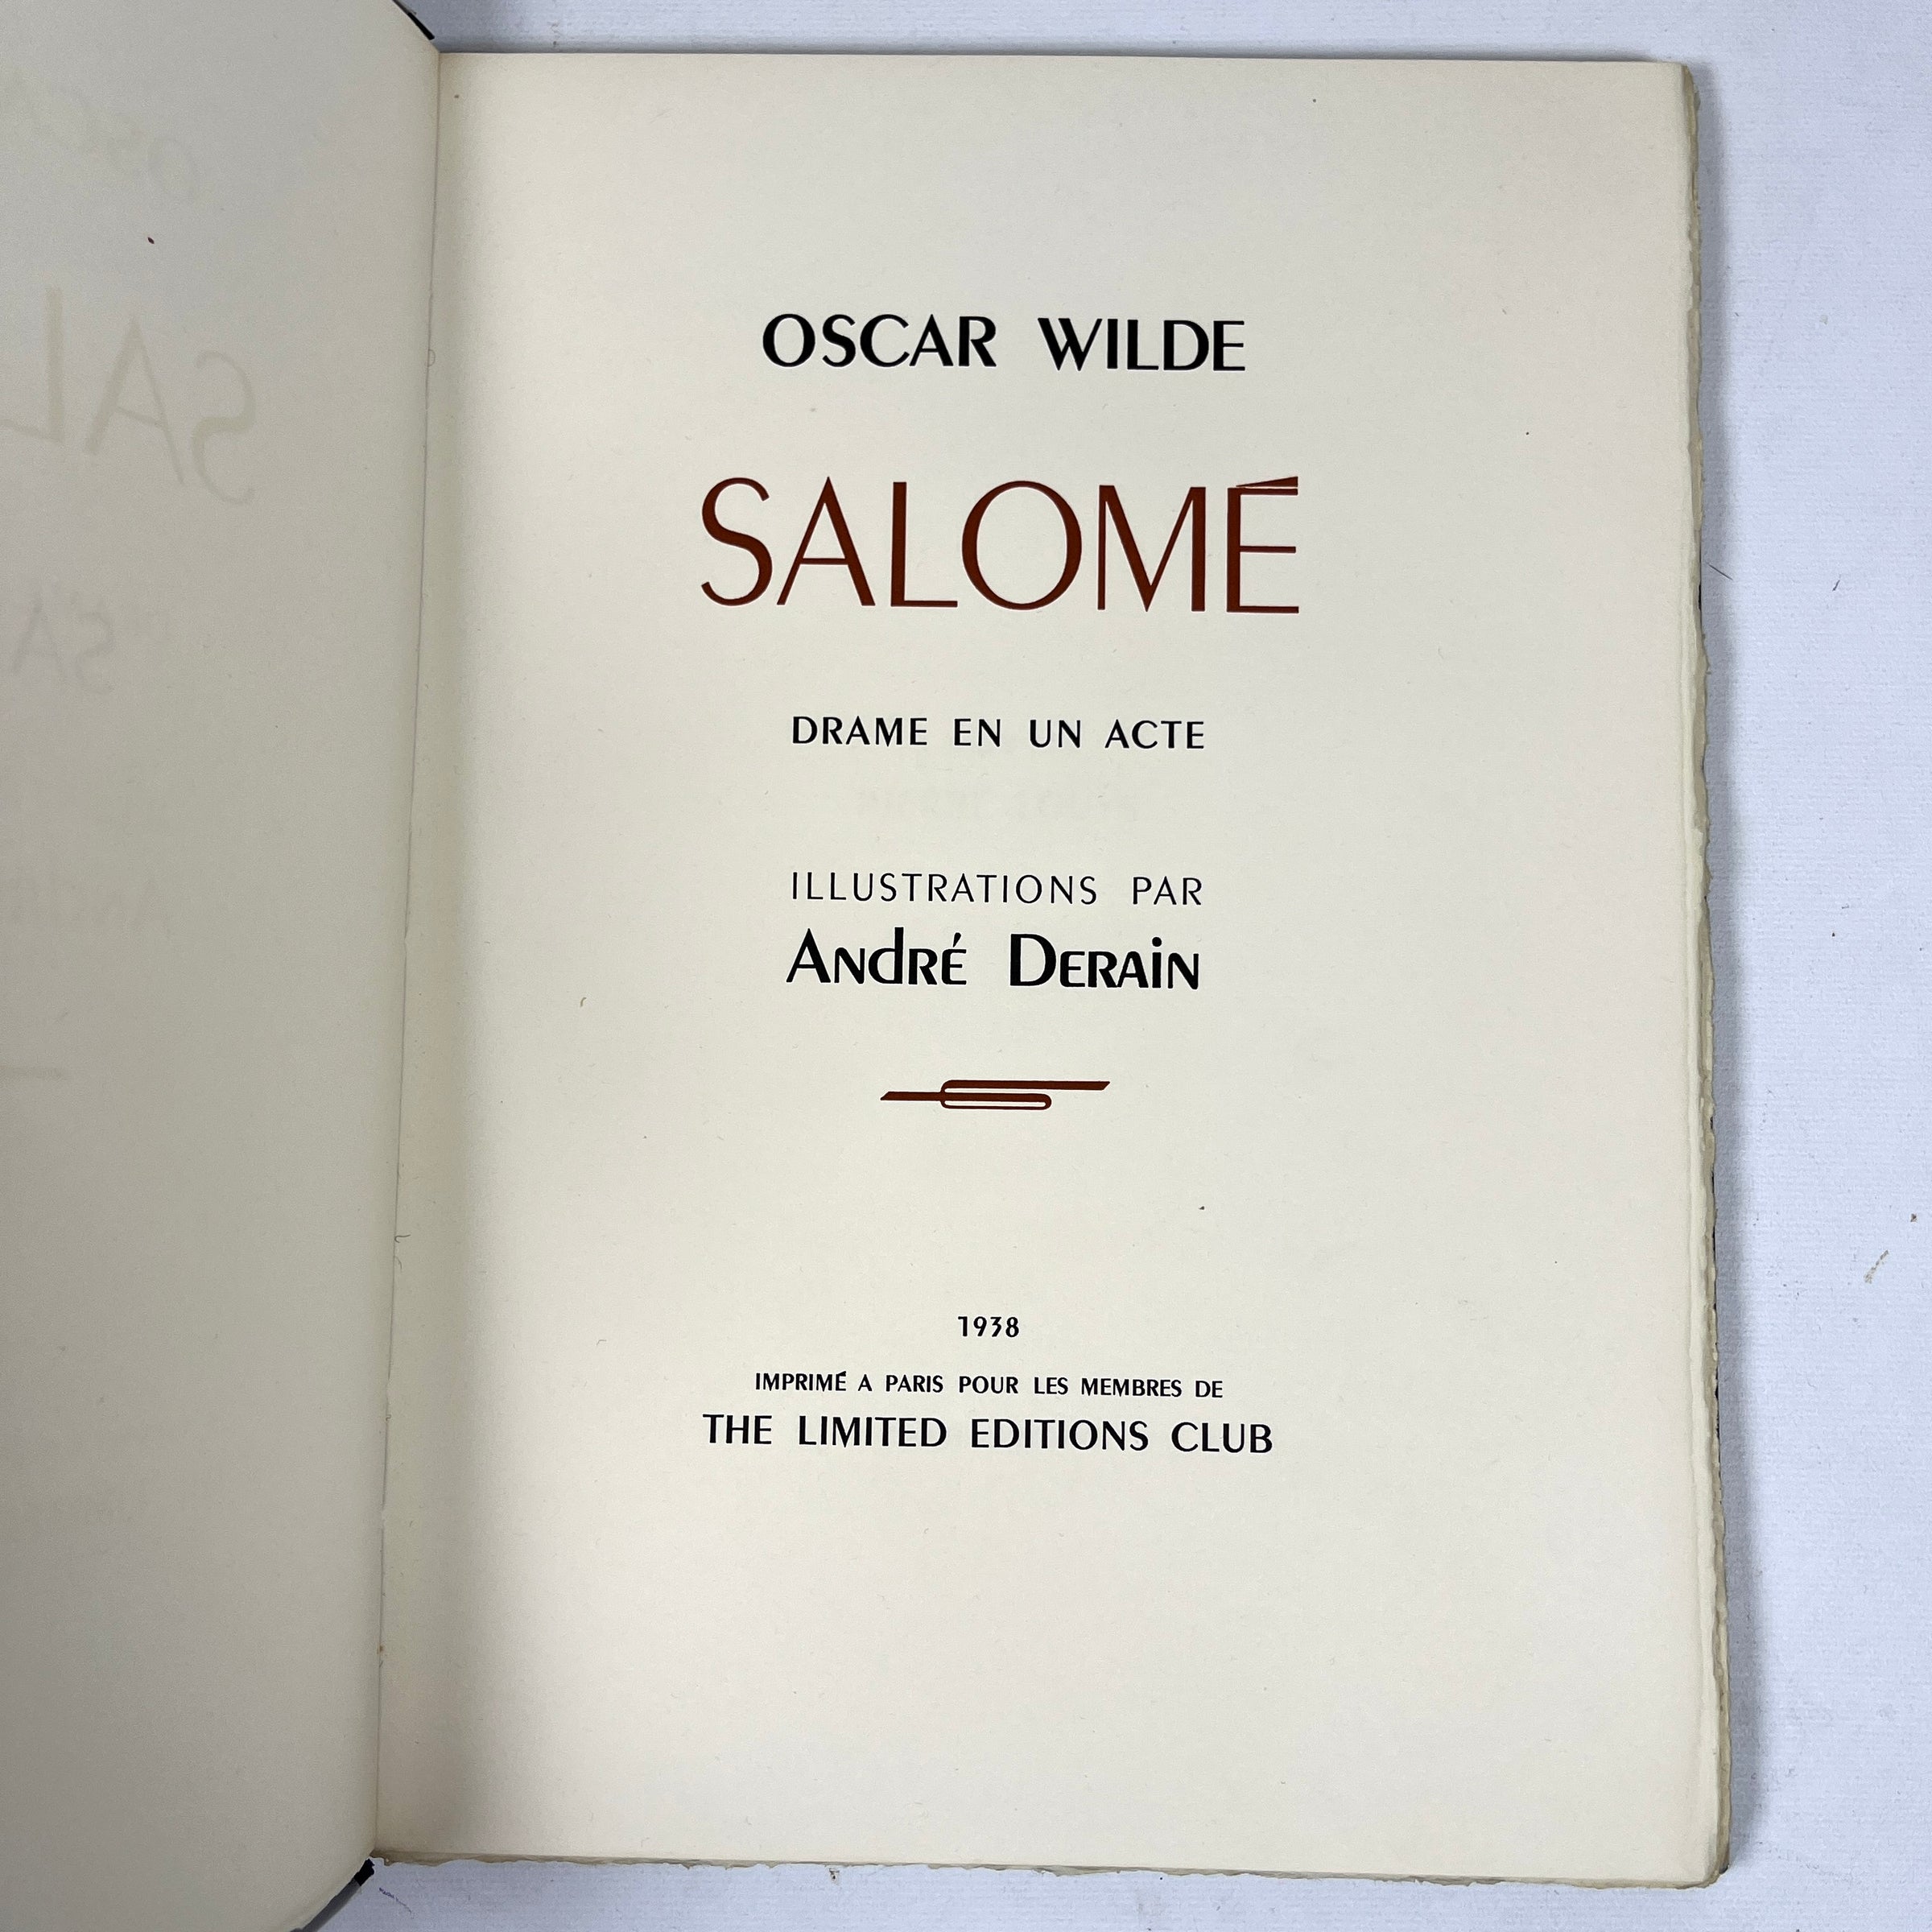 OSCAR WILDE
SALOMÉ
DRAME EN UN ACTE
ILLUSTRATIONS PAR
André Derain
1938
IMPRIMÉ A PARIS POUR LES MEMBRES DE
THE LIMITED EDITIONS CLUB